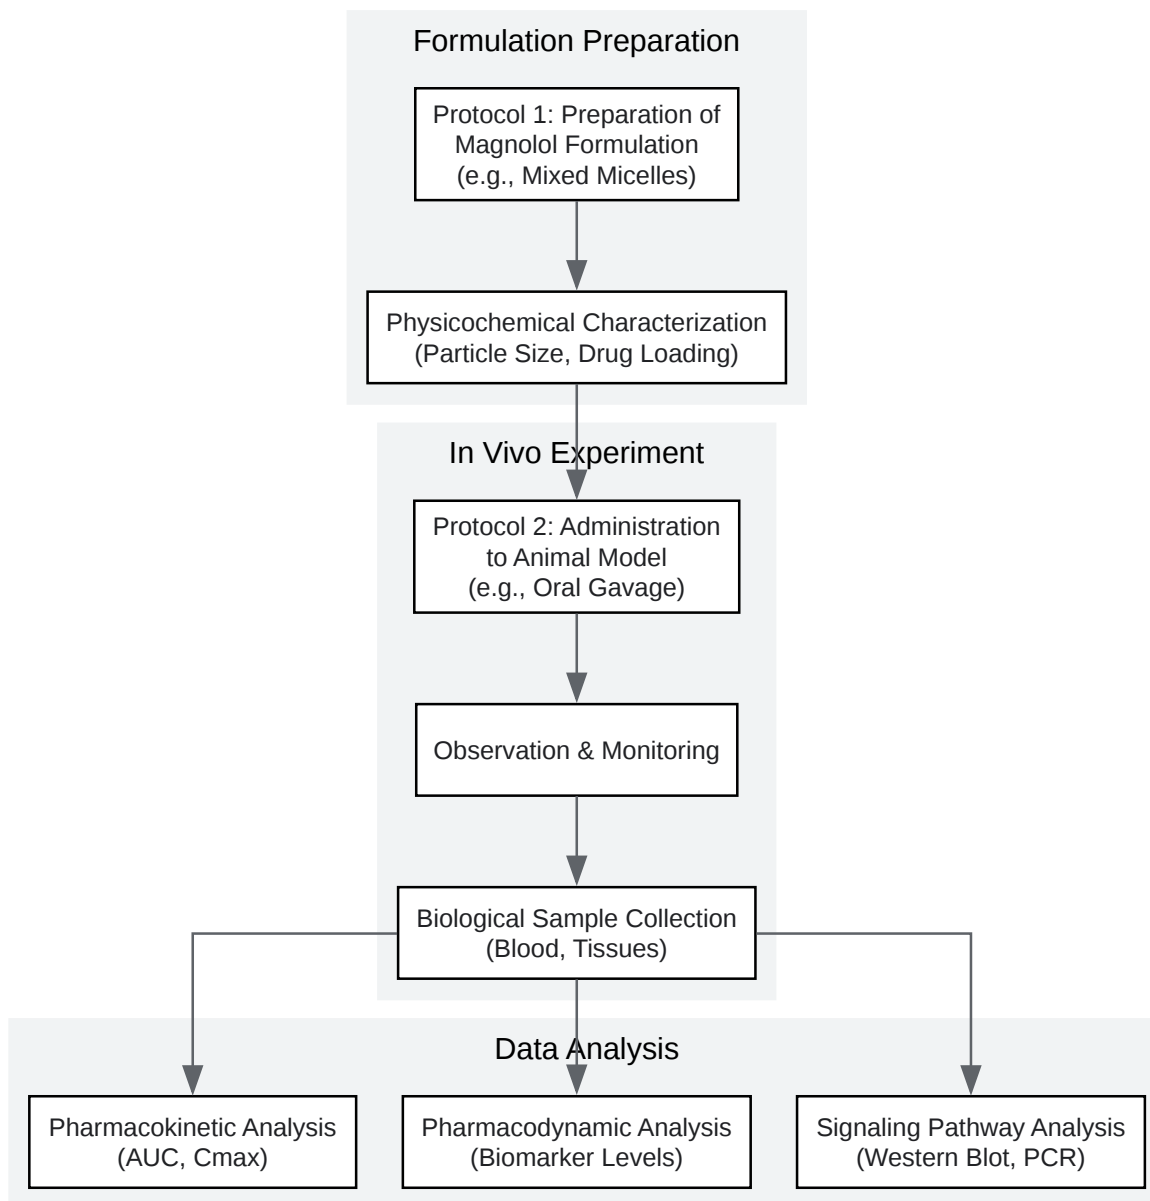 Formulation Preparation
Protocol 1: Preparation of
Magnolol Formulation
(e.g., Mixed Micelles)
Physicochemical Characterization
(Particle Size, Drug Loading)
In Vivo Experiment
Protocol 2: Administration
to Animal Model
(e.g., Oral Gavage)
Observation & Monitoring
Biological Sample Collection
(Blood, Tissues)
Data Analysis
Pharmacokinetic Analysis
(AUC, Cmax)
Pharmacodynamic Analysis
(Biomarker Levels)
Signaling Pathway Analysis
(Western Blot, PCR)